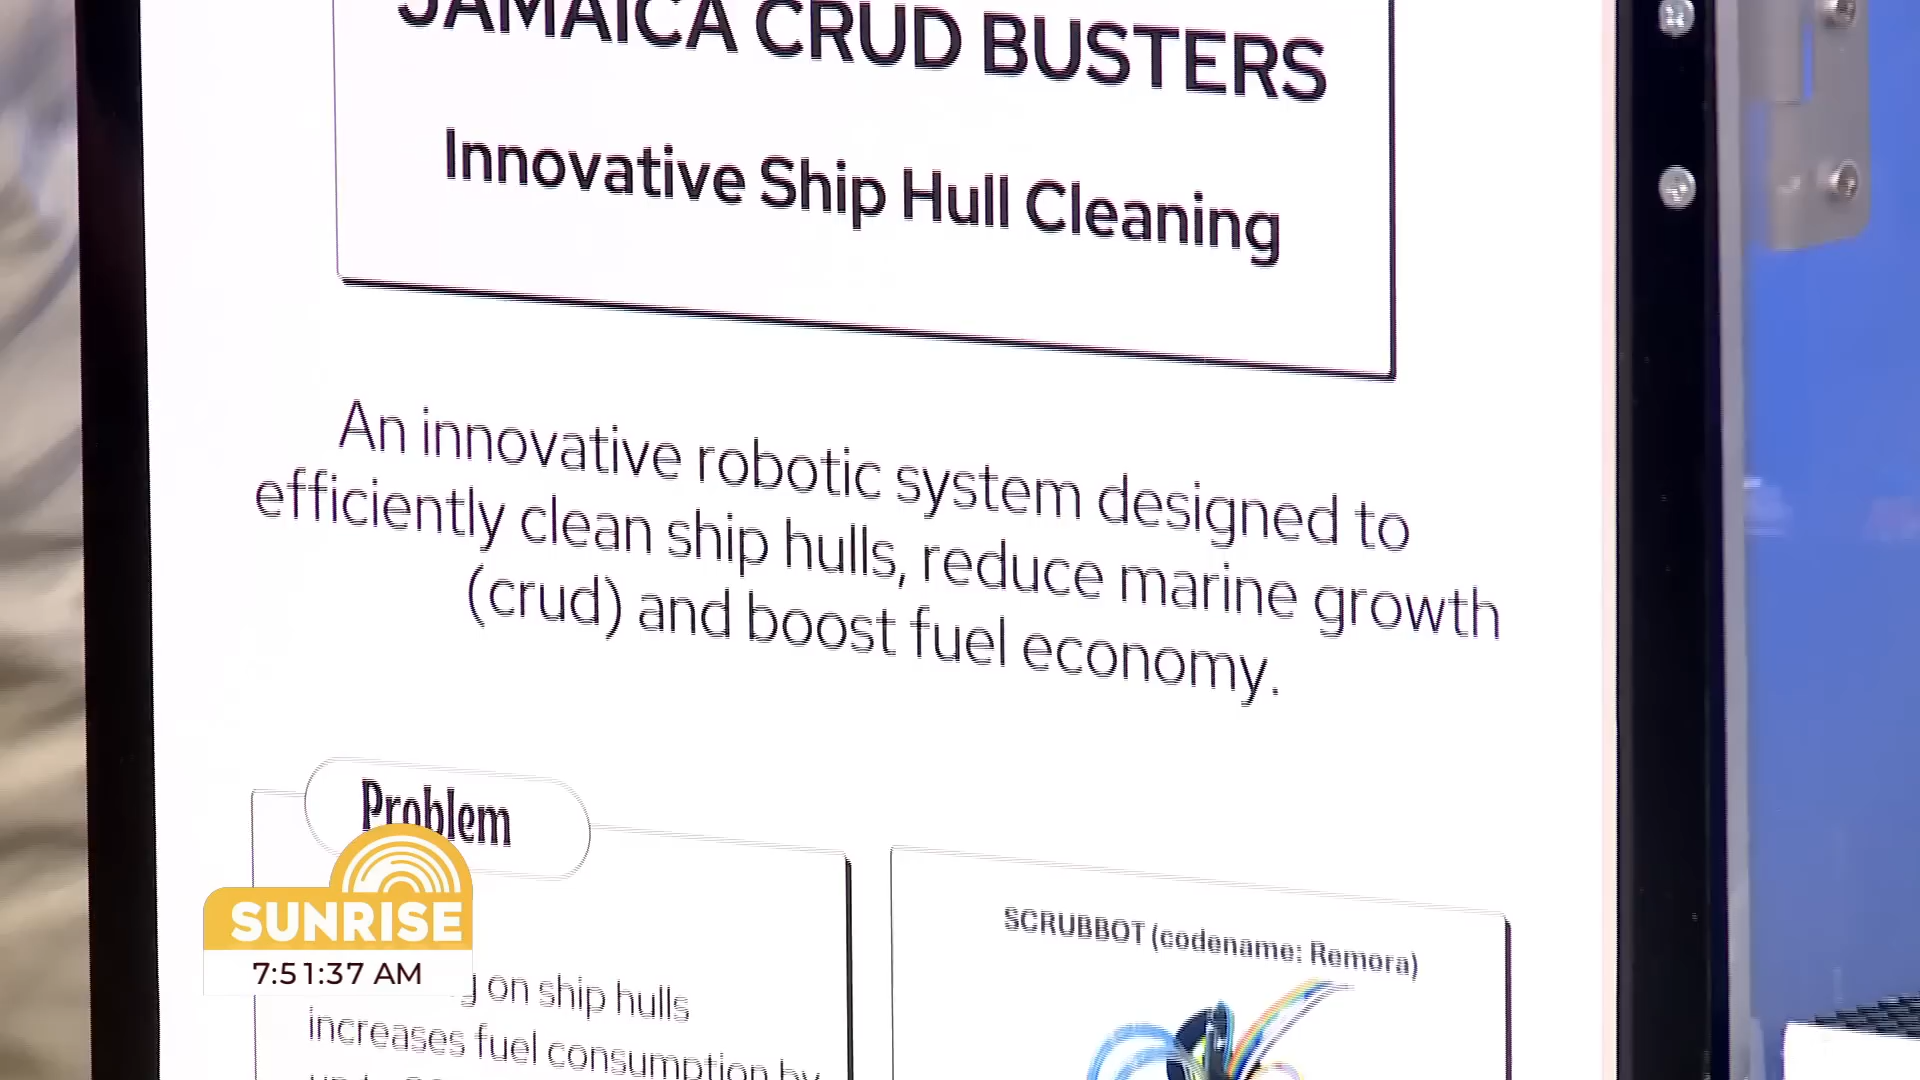 JAMAICA CRUD BUSTERS
Innovative Ship Hull Cleaning
An innovative robotic system designed to
efficiently clean ship hulls, reduce marine growth
(crud) and boost fuel economy.
Problem
SCRUBBOT (codename: Remora)
on ship hulls
increases fuel consumption by
SUNRISE
7:51:37 AM